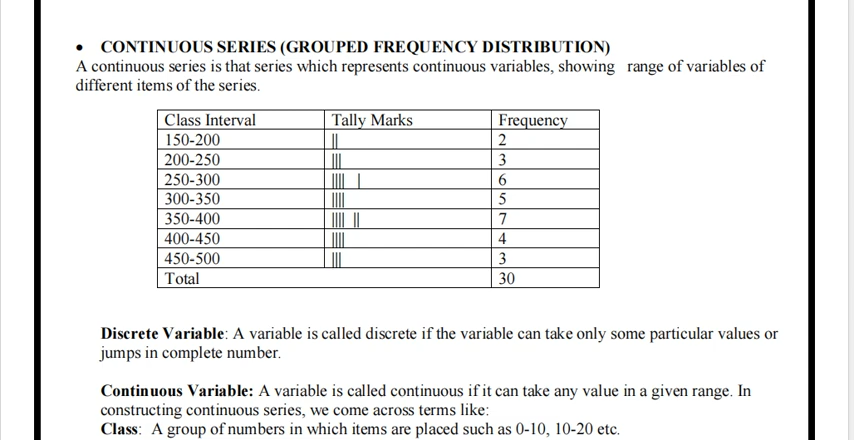 • CONTINUOUS SERIES (GROUPED FREQUENCY DISTRIBUTION)
A continuous series is that series which represents continuous variables, showing range of variables of
different items of the series.
Class Interval Tally Marks Frequency
150-200 || 2
200-250 ||| 3
250-300 |||| | 6
300-350 |||| 5
350-400 |||| || 7
400-450 |||| 4
450-500 ||| 3
Total 30
Discrete Variable: A variable is called discrete if the variable can take only some particular values or
jumps in complete number.
Continuous Variable: A variable is called continuous if it can take any value in a given range. In
constructing continuous series, we come across terms like:
Class: A group of numbers in which items are placed such as 0-10, 10-20 etc.